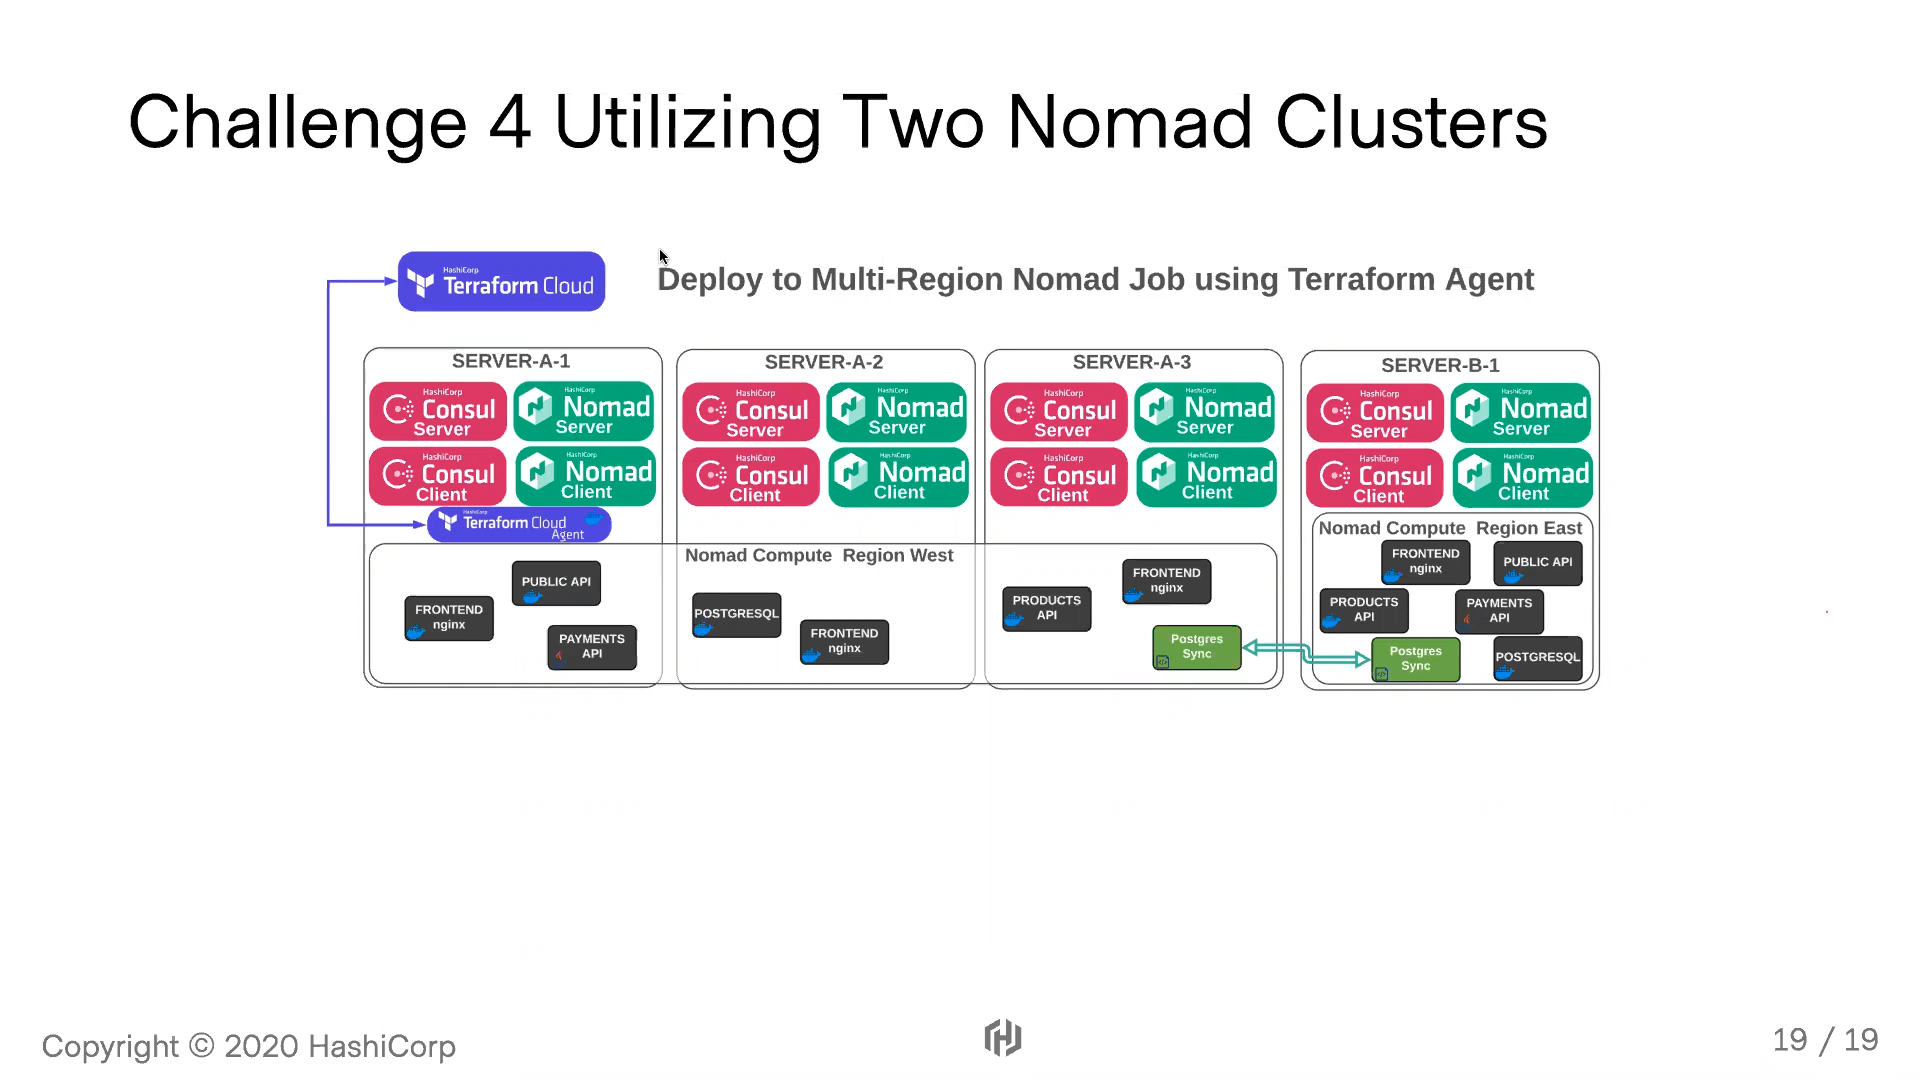 Challenge 4 Utilizing Two Nomad Clusters
HashiCorp
Terraform Cloud
Deploy to Multi-Region Nomad Job using Terraform Agent
SERVER-A-1
HashiCorp
Consul
Server
HashiCorp
Nomad
Server
HashiCorp
Consul
Client
HashiCorp
Nomad
Client
HashiCorp
Terraform Cloud
Agent
SERVER-A-2
HashiCorp
Consul
Server
HashiCorp
Nomad
Server
HashiCorp
Consul
Client
HashiCorp
Nomad
Client
SERVER-A-3
HashiCorp
Consul
Server
HashiCorp
Nomad
Server
HashiCorp
Consul
Client
HashiCorp
Nomad
Client
SERVER-B-1
HashiCorp
Consul
Server
HashiCorp
Nomad
Server
HashiCorp
Consul
Client
HashiCorp
Nomad
Client
Nomad Compute Region West
PUBLIC API
FRONTEND
nginx
PAYMENTS
API
POSTGRESQL
FRONTEND
nginx
PRODUCTS
API
FRONTEND
nginx
Postgres
Sync
Nomad Compute Region East
FRONTEND
nginx
PUBLIC API
PRODUCTS
API
PAYMENTS
API
Postgres
Sync
POSTGRESQL
Copyright © 2020 HashiCorp
19 / 19